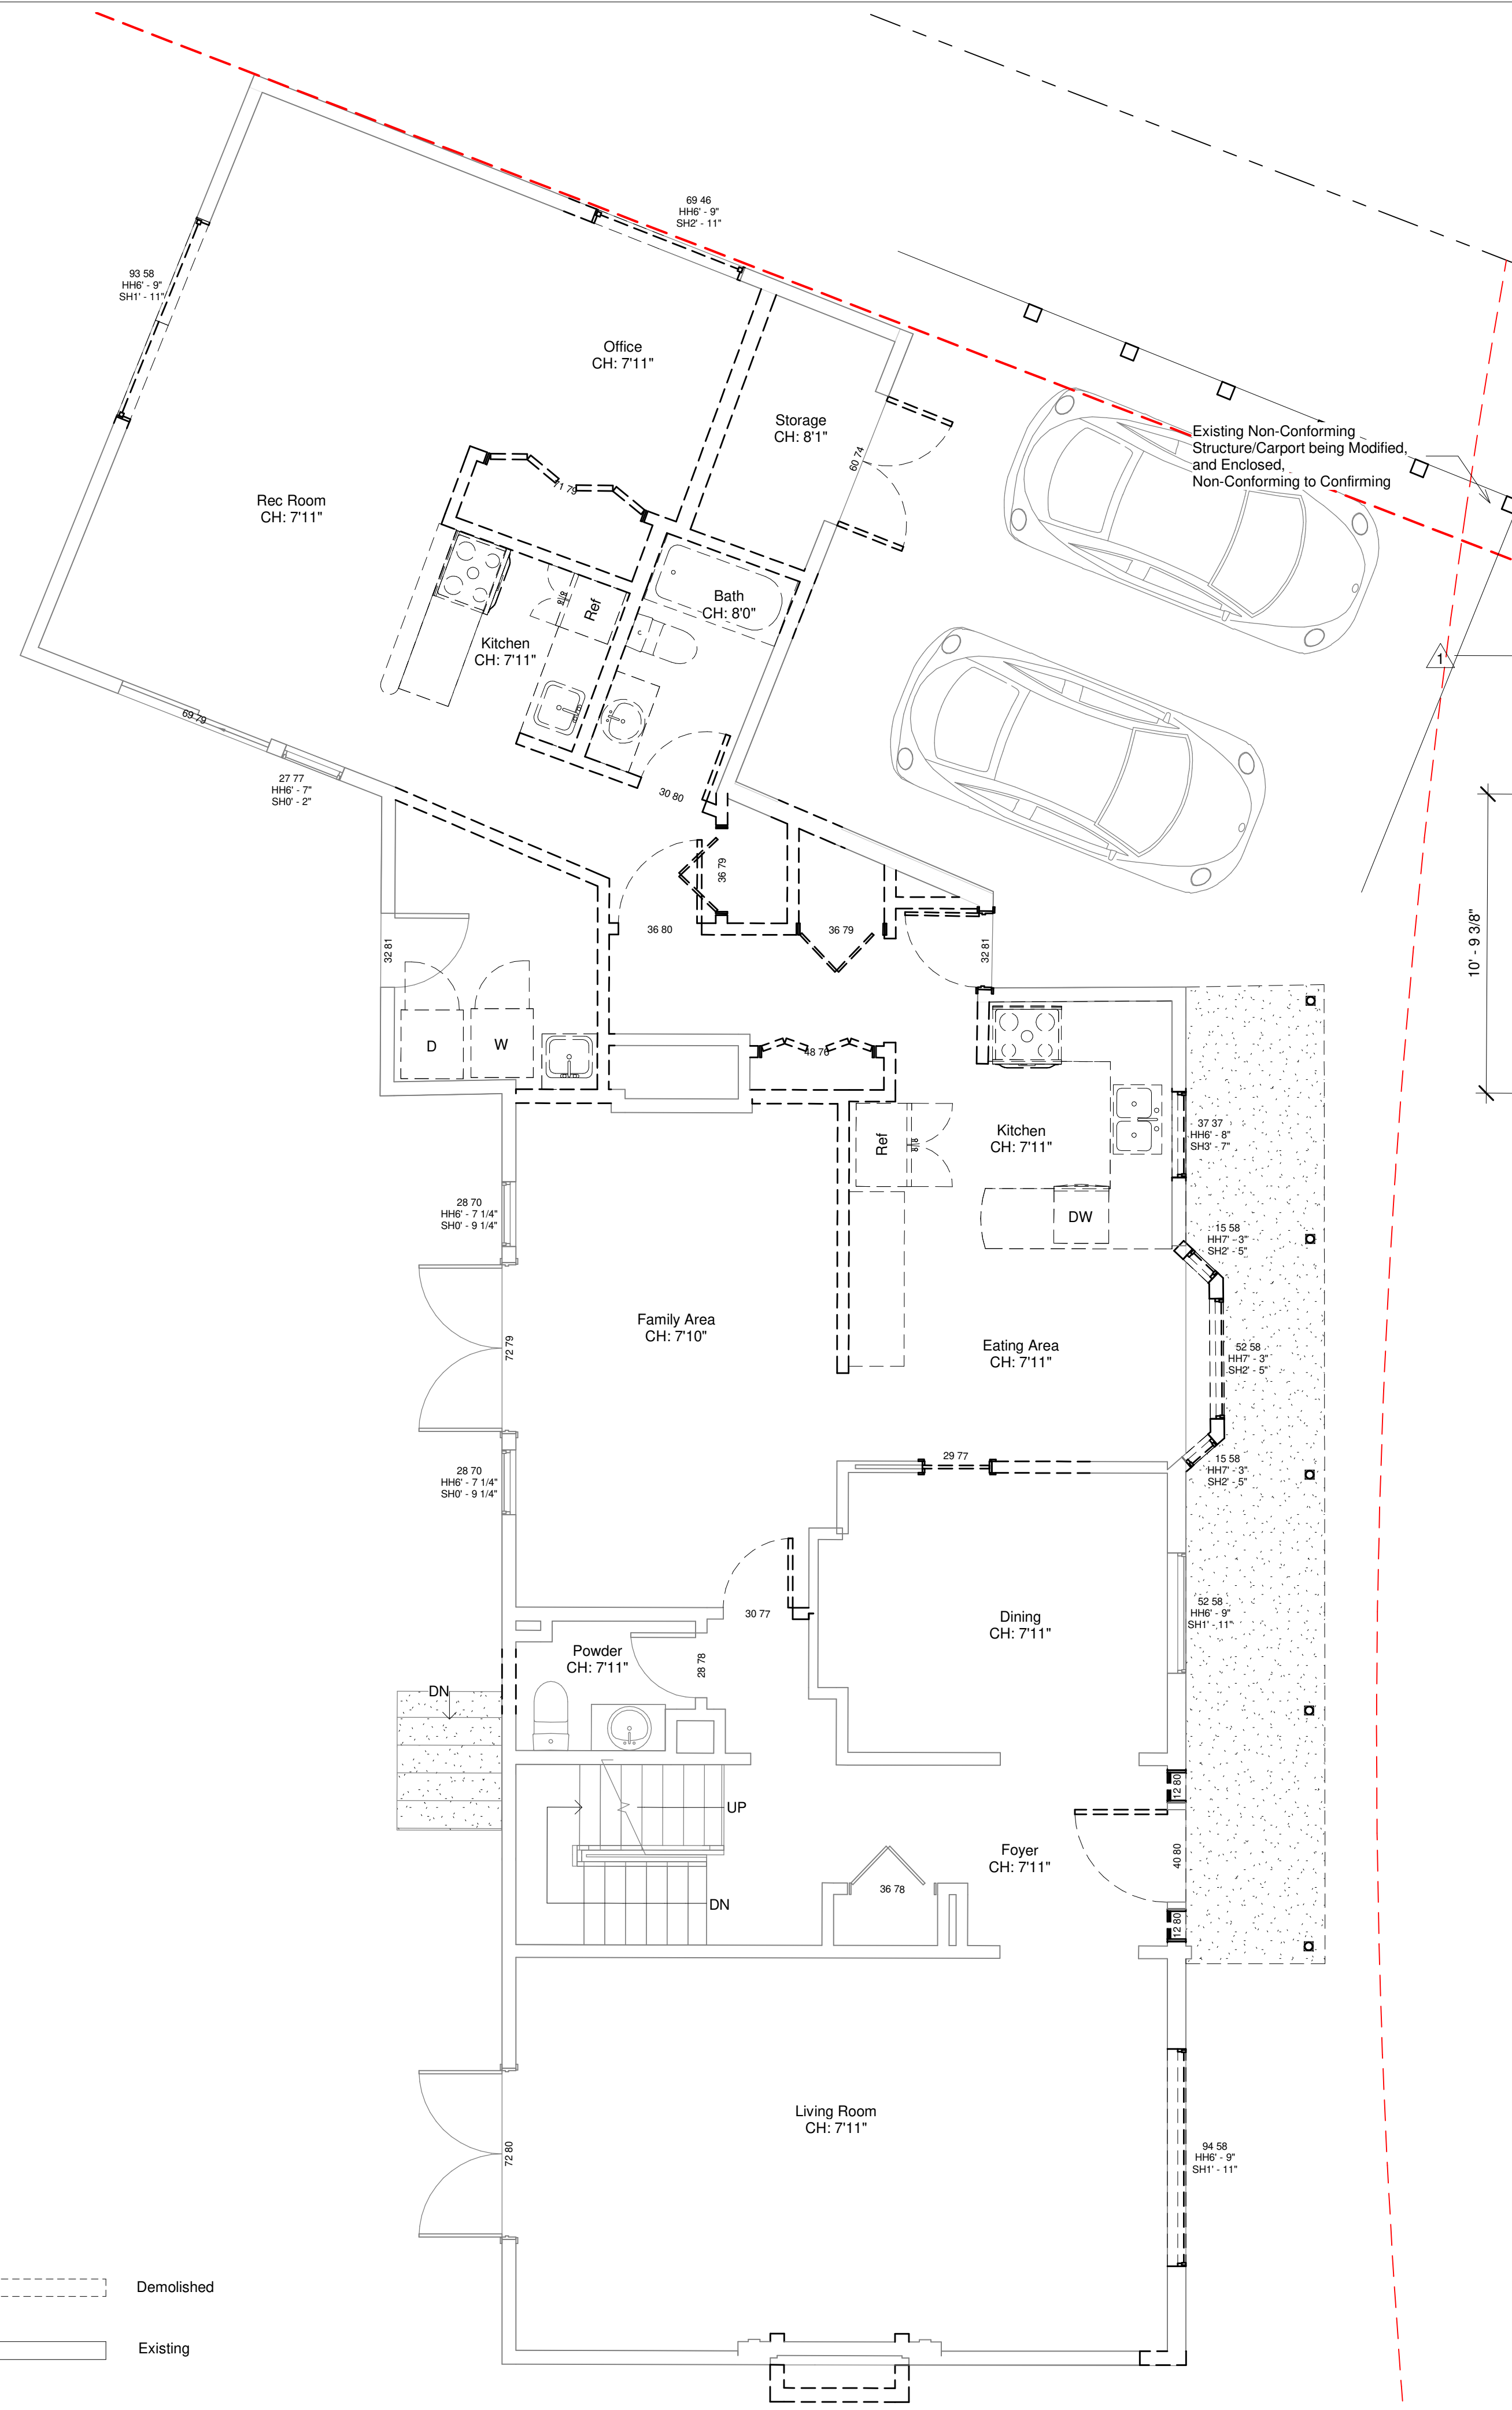 69 46
HH6' - 9"
SH2' - 11"
93 58
HH6' - 9"
SH1' - 11"
Office
CH: 7'11"
Storage
CH: 8'1"
60 74
Existing Non-Conforming
Structure/Carport being Modified,
and Enclosed,
Non-Conforming to Confirming
Rec Room
CH: 7'11"
71 79
Ref
Bath
CH: 8'0"
Kitchen
CH: 7'11"
1
69 79
27 77
HH6' - 7"
SH0' - 2"
30 80
36 79
36 80
36 79
32 81
32 81
10' - 9 3/8"
D
W
48 76
Ref
Kitchen
CH: 7'11"
37 37
HH6' - 8"
SH3' - 7"
28 70
HH6' - 7 1/4"
SH0' - 9 1/4"
DW
15 58
HH7' - 3"
SH2' - 5"
Family Area
CH: 7'10"
72 79
Eating Area
CH: 7'11"
52 58
HH7' - 3"
SH2' - 5"
28 70
HH6' - 7 1/4"
SH0' - 9 1/4"
29 77
15 58
HH7' - 3"
SH2' - 5"
30 77
Dining
CH: 7'11"
52 58
HH6' - 9"
SH1' - 11"
Powder
CH: 7'11"
28 78
DN
12 80
UP
Foyer
CH: 7'11"
40 80
36 78
DN
12 80
Living Room
CH: 7'11"
72 80
94 58
HH6' - 9"
SH1' - 11"
Demolished
Existing